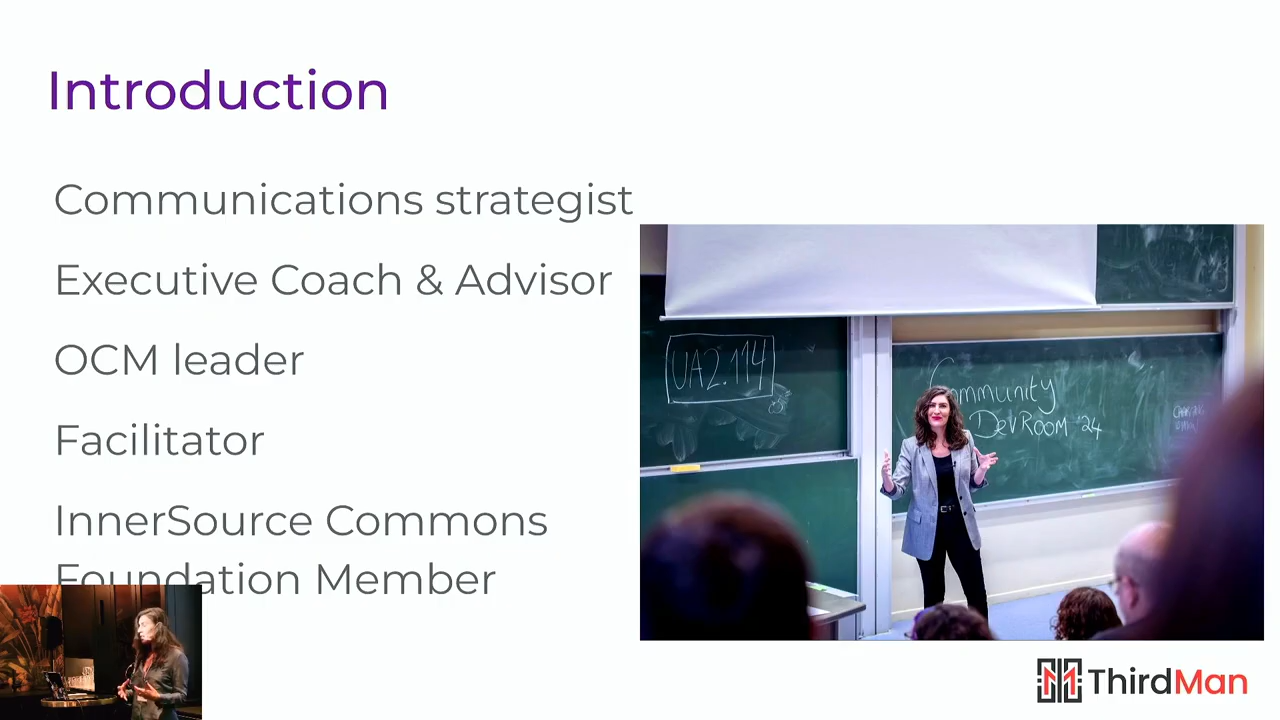 Introduction
Communications strategist
Executive Coach & Advisor
OCM leader
Facilitator
InnerSource Commons
Foundation Member
UA2.114
Community
DevRoom '24
ThirdMan